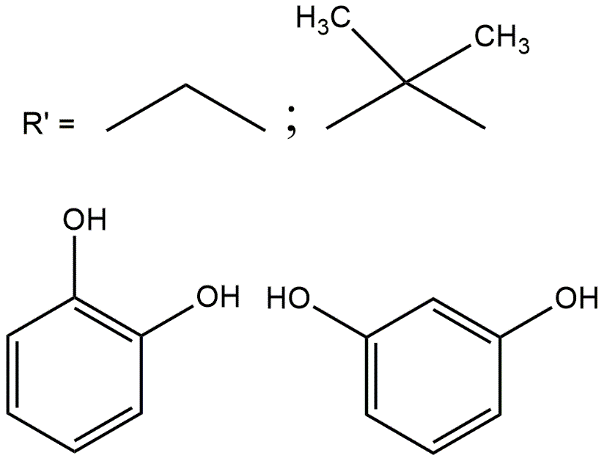 H₃C
CH₃
R' = ;
OH
OH HO OH